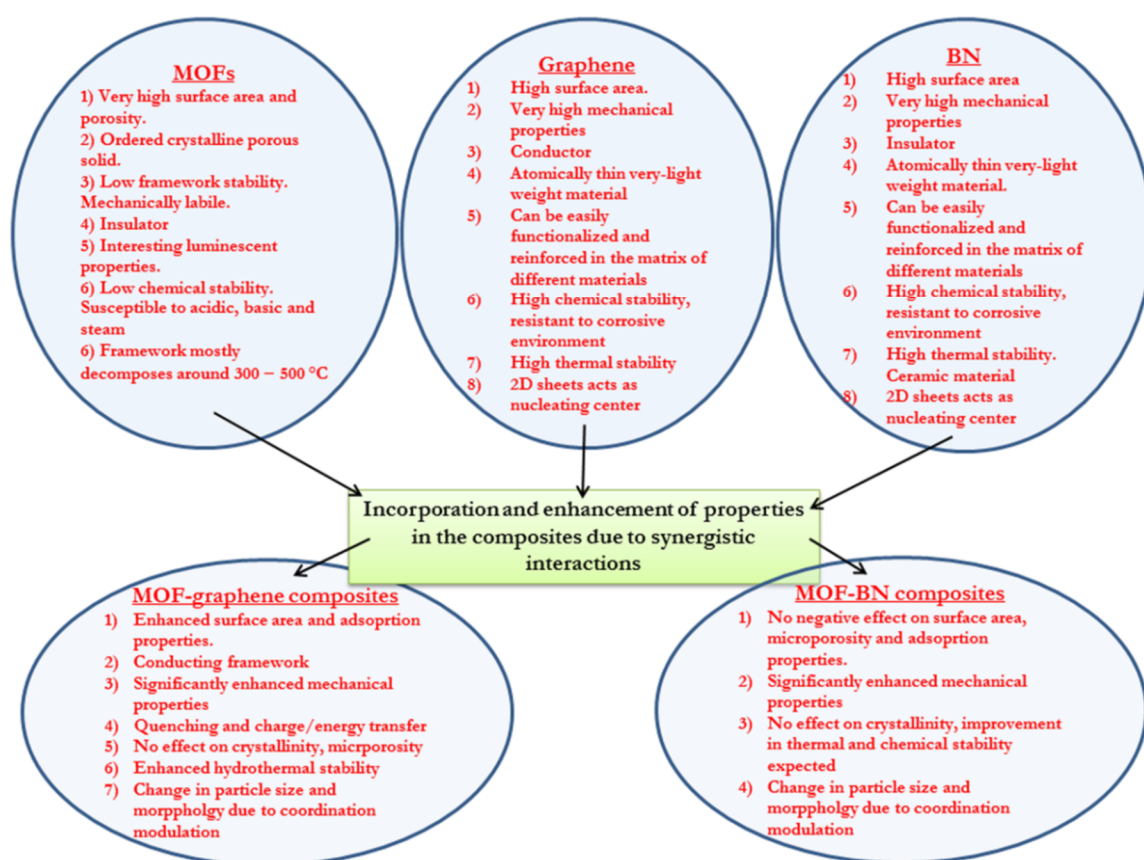 MOFs
1) Very high surface area and
porosity.
2) Ordered crystalline porous
solid.
3) Low framework stability.
Mechanically labile.
4) Insulator
5) Interesting luminescent
properties.
6) Low chemical stability.
Susceptible to acidic, basic and
steam
6) Framework mostly
decomposes around 300 – 500 °C
Graphene
1) High surface area.
2) Very high mechanical
properties
3) Conductor
4) Atomically thin very-light
weight material
5) Can be easily
functionalized and
reinforced in the matrix of
different materials
6) High chemical stability,
resistant to corrosive
environment
7) High thermal stability
8) 2D sheets acts as
nucleating center
BN
1) High surface area
2) Very high mechanical
properties
3) Insulator
4) Atomically thin very-light
weight material.
5) Can be easily
functionalized and
reinforced in the matrix of
different materials
6) High chemical stability,
resistant to corrosive
environment
7) High thermal stability.
Ceramic material
8) 2D sheets acts as
nucleating center
Incorporation and enhancement of properties
in the composites due to synergistic
interactions
MOF-graphene composites
1) Enhanced surface area and adsoprtion
properties.
2) Conducting framework
3) Significantly enhanced mechanical
properties
4) Quenching and charge/energy transfer
5) No effect on crystallinity, micrporosity
6) Enhanced hydrothermal stability
7) Change in particle size and
morppholgy due to coordination
modulation
MOF-BN composites
1) No negative effect on surface area,
microporosity and adsoprtion
properties.
2) Significantly enhanced mechanical
properties
3) No effect on crystallinity, improvement
in thermal and chemical stability
expected
4) Change in particle size and
morppholgy due to coordination
modulation